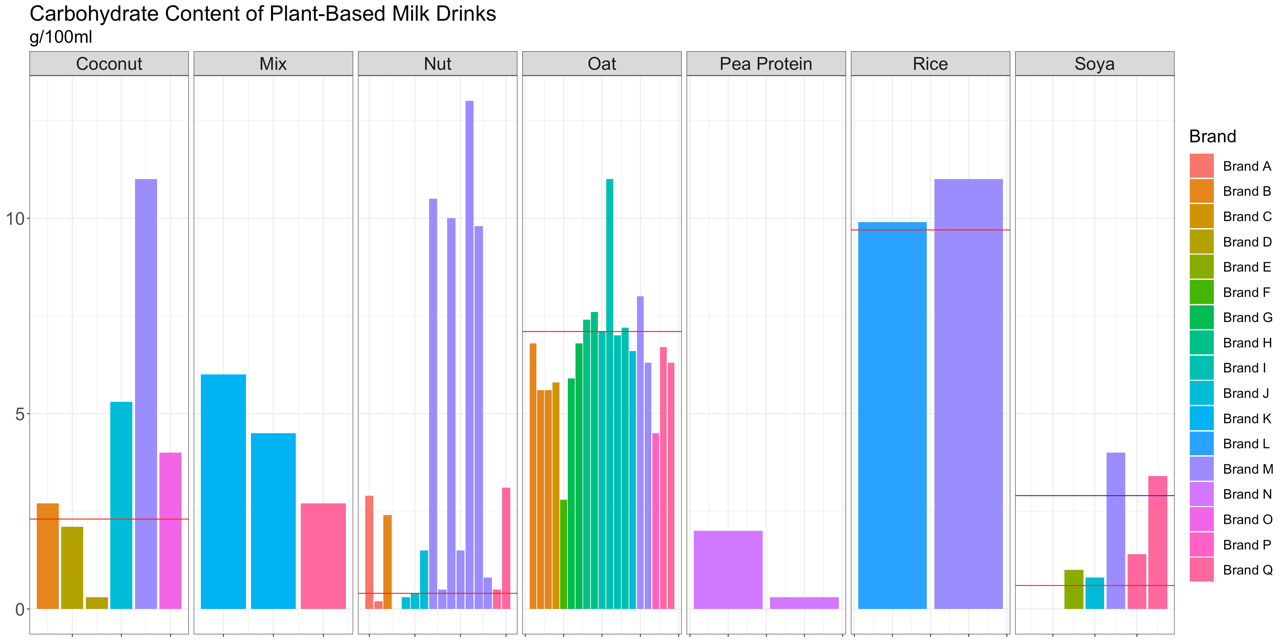 Carbohydrate Content of Plant-Based Milk Drinks
g/100ml
Coconut Mix Nut Oat Pea Protein Rice Soya
10
5
0
Brand
Brand A
Brand B
Brand C
Brand D
Brand E
Brand F
Brand G
Brand H
Brand I
Brand J
Brand K
Brand L
Brand M
Brand N
Brand O
Brand P
Brand Q